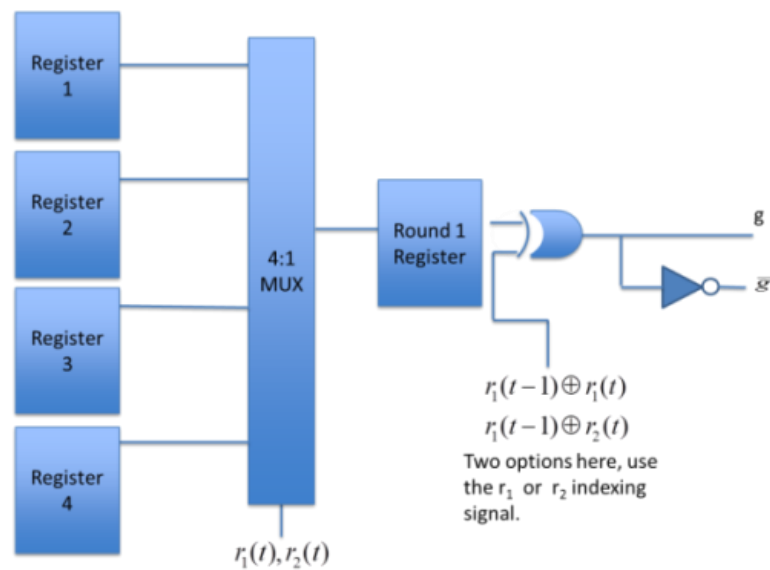 Register
1
Register
2
Register
3
Register
4
4:1
MUX
r₁(t), r₂(t)
Round 1
Register
g
g̅
r₁(t−1)⊕r₁(t)
r₁(t−1)⊕r₂(t)
Two options here, use
the r₁ or r₂ indexing
signal.